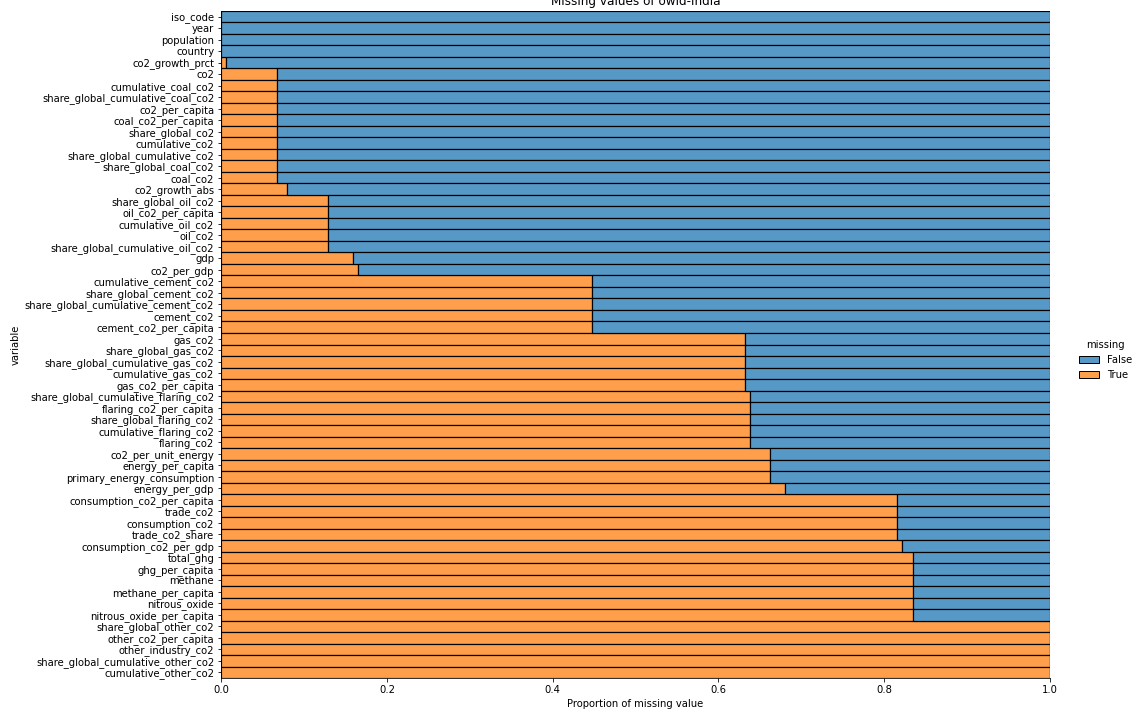 Missing values of owid-india
iso_code
year
population
country
co2_growth_prct
co2
cumulative_coal_co2
share_global_cumulative_coal_co2
co2_per_capita
coal_co2_per_capita
share_global_co2
cumulative_co2
share_global_cumulative_co2
share_global_coal_co2
coal_co2
co2_growth_abs
share_global_oil_co2
oil_co2_per_capita
cumulative_oil_co2
oil_co2
share_global_cumulative_oil_co2
gdp
co2_per_gdp
cumulative_cement_co2
share_global_cement_co2
share_global_cumulative_cement_co2
cement_co2
cement_co2_per_capita
gas_co2
share_global_gas_co2
share_global_cumulative_gas_co2
cumulative_gas_co2
gas_co2_per_capita
share_global_cumulative_flaring_co2
flaring_co2_per_capita
share_global_flaring_co2
cumulative_flaring_co2
flaring_co2
co2_per_unit_energy
energy_per_capita
primary_energy_consumption
energy_per_gdp
consumption_co2_per_capita
trade_co2
consumption_co2
trade_co2_share
consumption_co2_per_gdp
total_ghg
ghg_per_capita
methane
methane_per_capita
nitrous_oxide
nitrous_oxide_per_capita
share_global_other_co2
other_co2_per_capita
other_industry_co2
share_global_cumulative_other_co2
cumulative_other_co2
variable
0.0 0.2 0.4 0.6 0.8 1.0
Proportion of missing value
missing
False
True